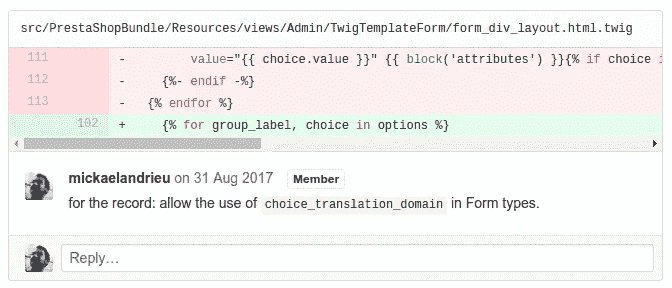 src/PrestaShopBundle/Resources/views/Admin/TwigTemplateForm/form_div_layout.html.twig
111 - value="{{ choice.value }}" {{ block('attributes') }}{% if choice i
112 - {%- endif -%}
113 - {% endfor %}
102 + {% for group_label, choice in options %}
mickaelandrieu on 31 Aug 2017 Member
for the record: allow the use of choice_translation_domain in Form types.
Reply…